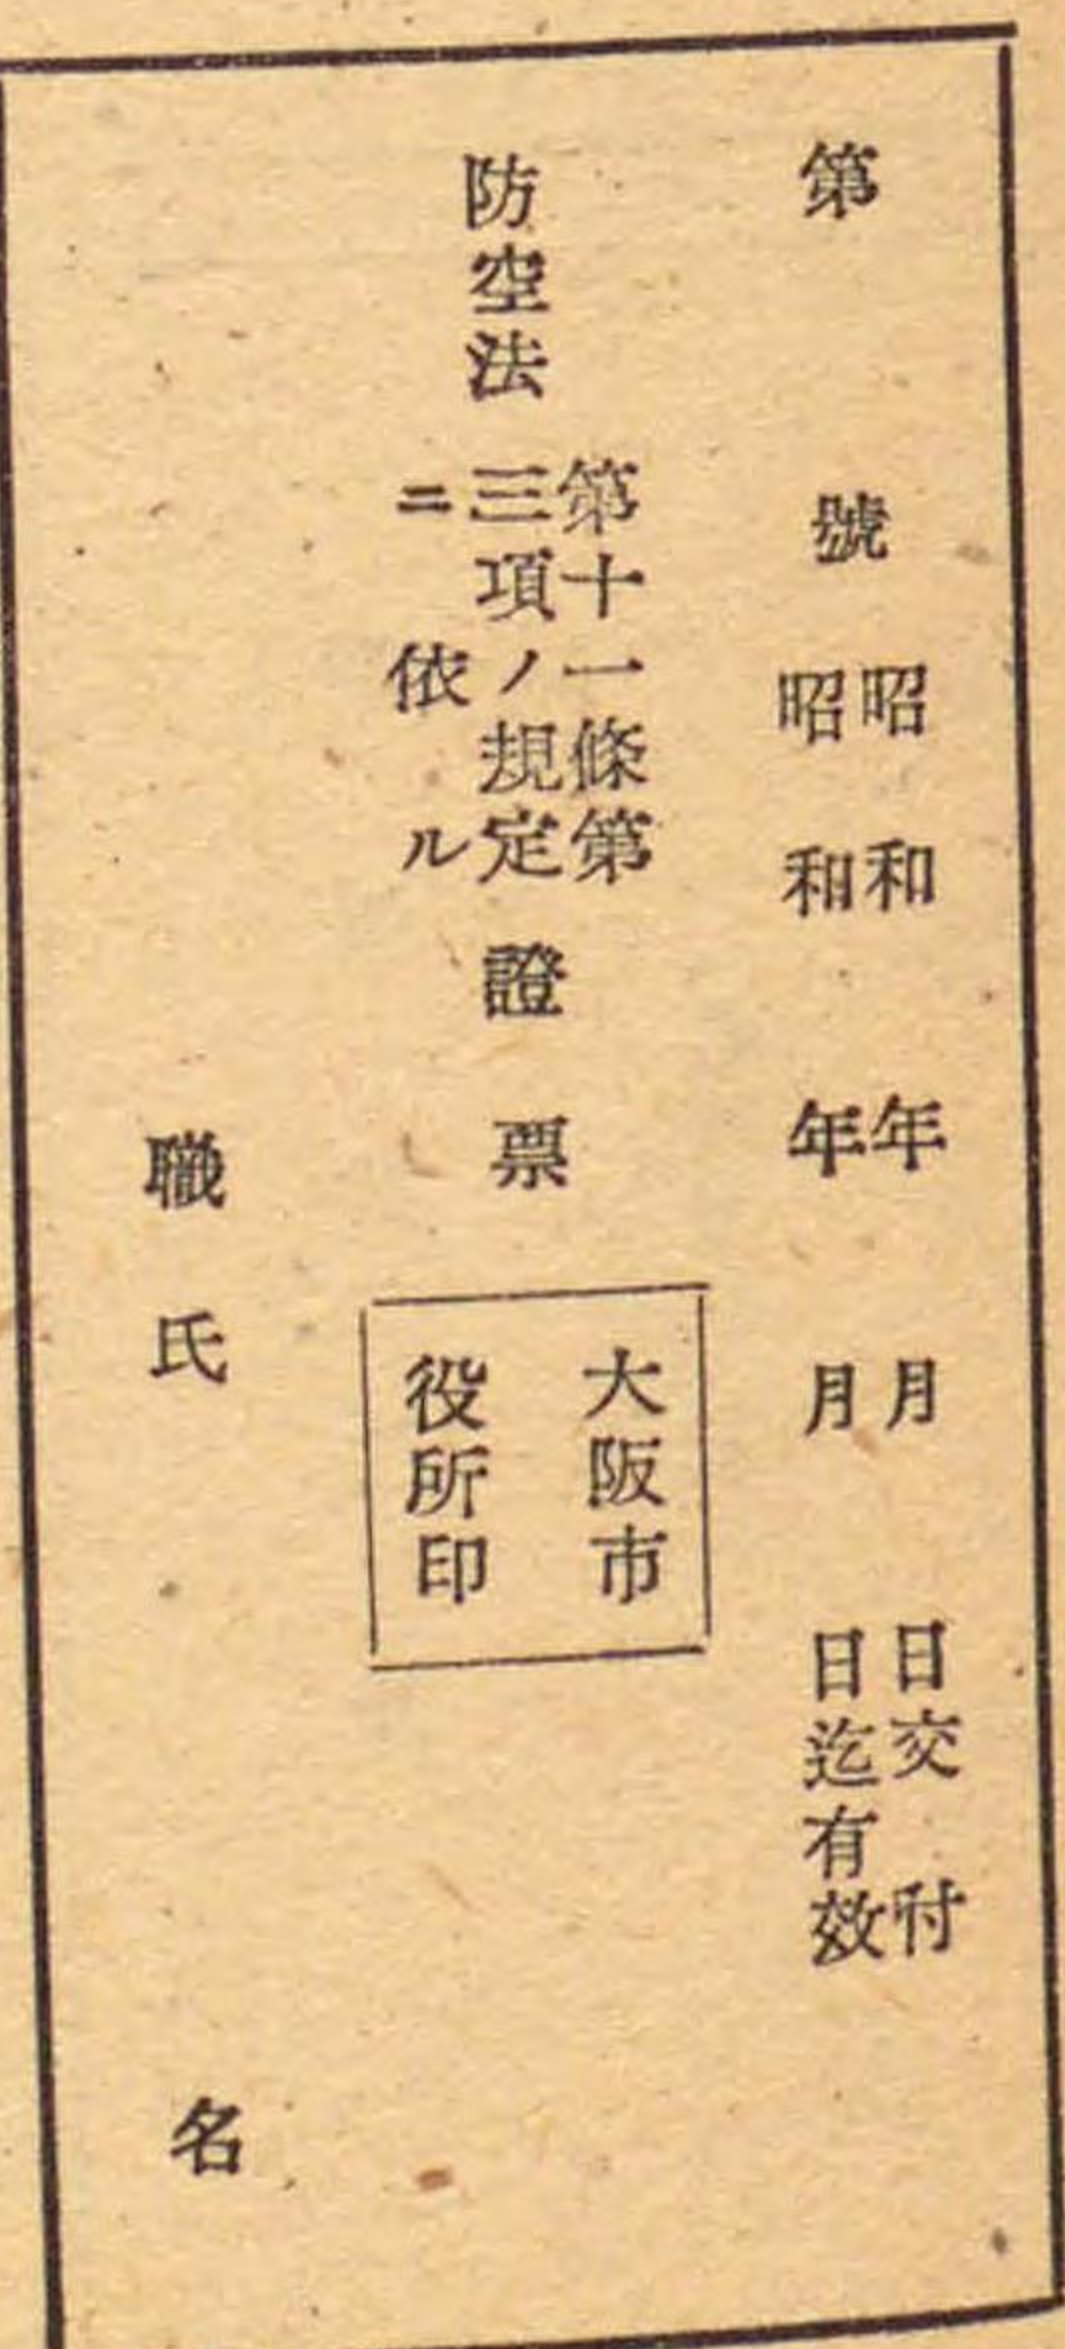 第 號
昭和 年 月 日交付
昭和 年 月 日迄有效
防空法
第十一條第
三項ノ規定
ニ依ル
證票
大阪市
役所印
職氏名